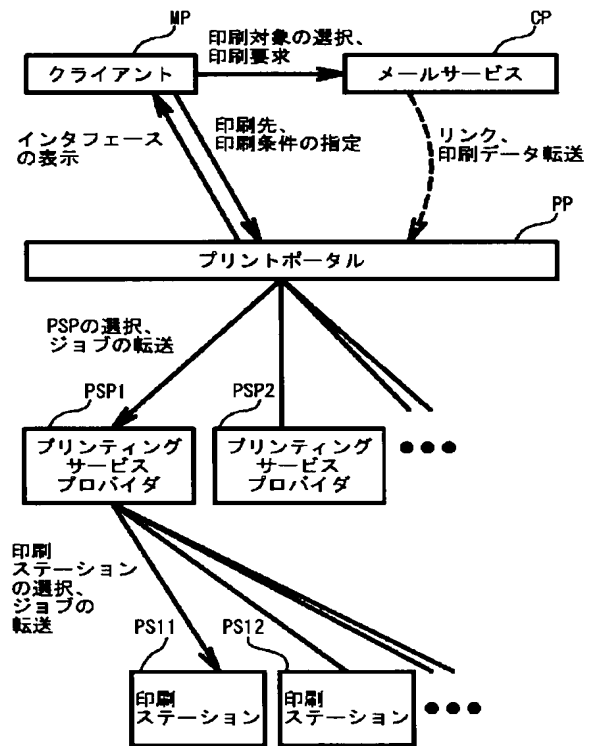 MP
CP
印刷対象の選択、
印刷要求
クライアント
メールサービス
インタフェース
の表示
印刷先、
印刷条件の指定
リンク、
印刷データ転送
PP
プリントポータル
PSPの選択、
ジョブの転送
PSP1
PSP2
プリンティング
サービス
プロバイダ
プリンティング
サービス
プロバイダ
印刷
ステーション
の選択、
ジョブの
転送
PS11
PS12
印刷
ステーション
印刷
ステーション